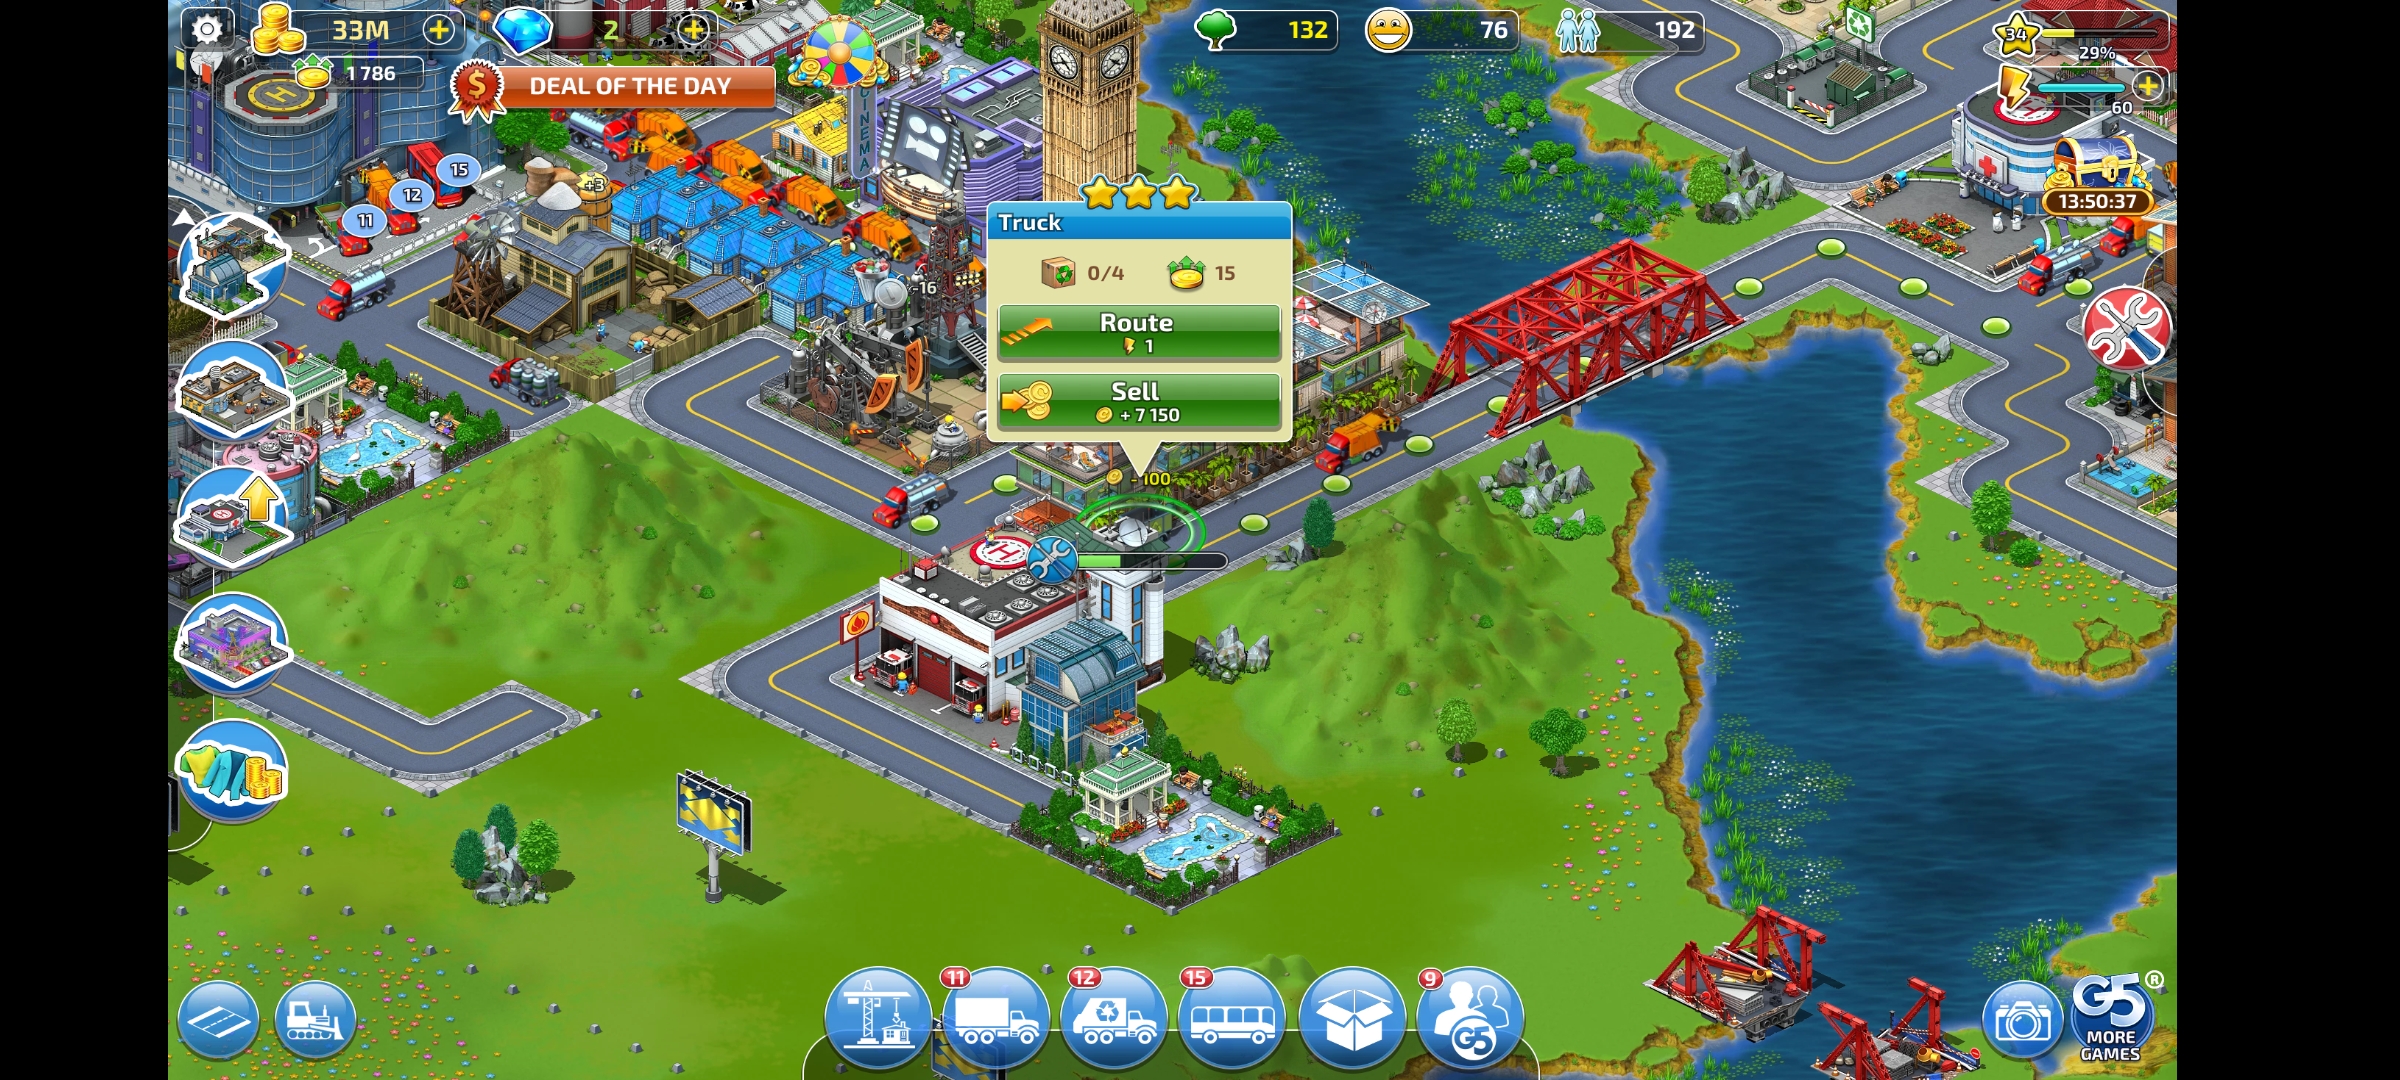 33M
2
132
76
192
34
29%
1 786
DEAL OF THE DAY
60
CINEMA
15
12
11
+3
13:50:37
Truck
0/4
15
-16
Route
1
Sell
+ 7 150
- 100
H
H
A
11
12
15
9
G5
G5®
MORE
GAMES